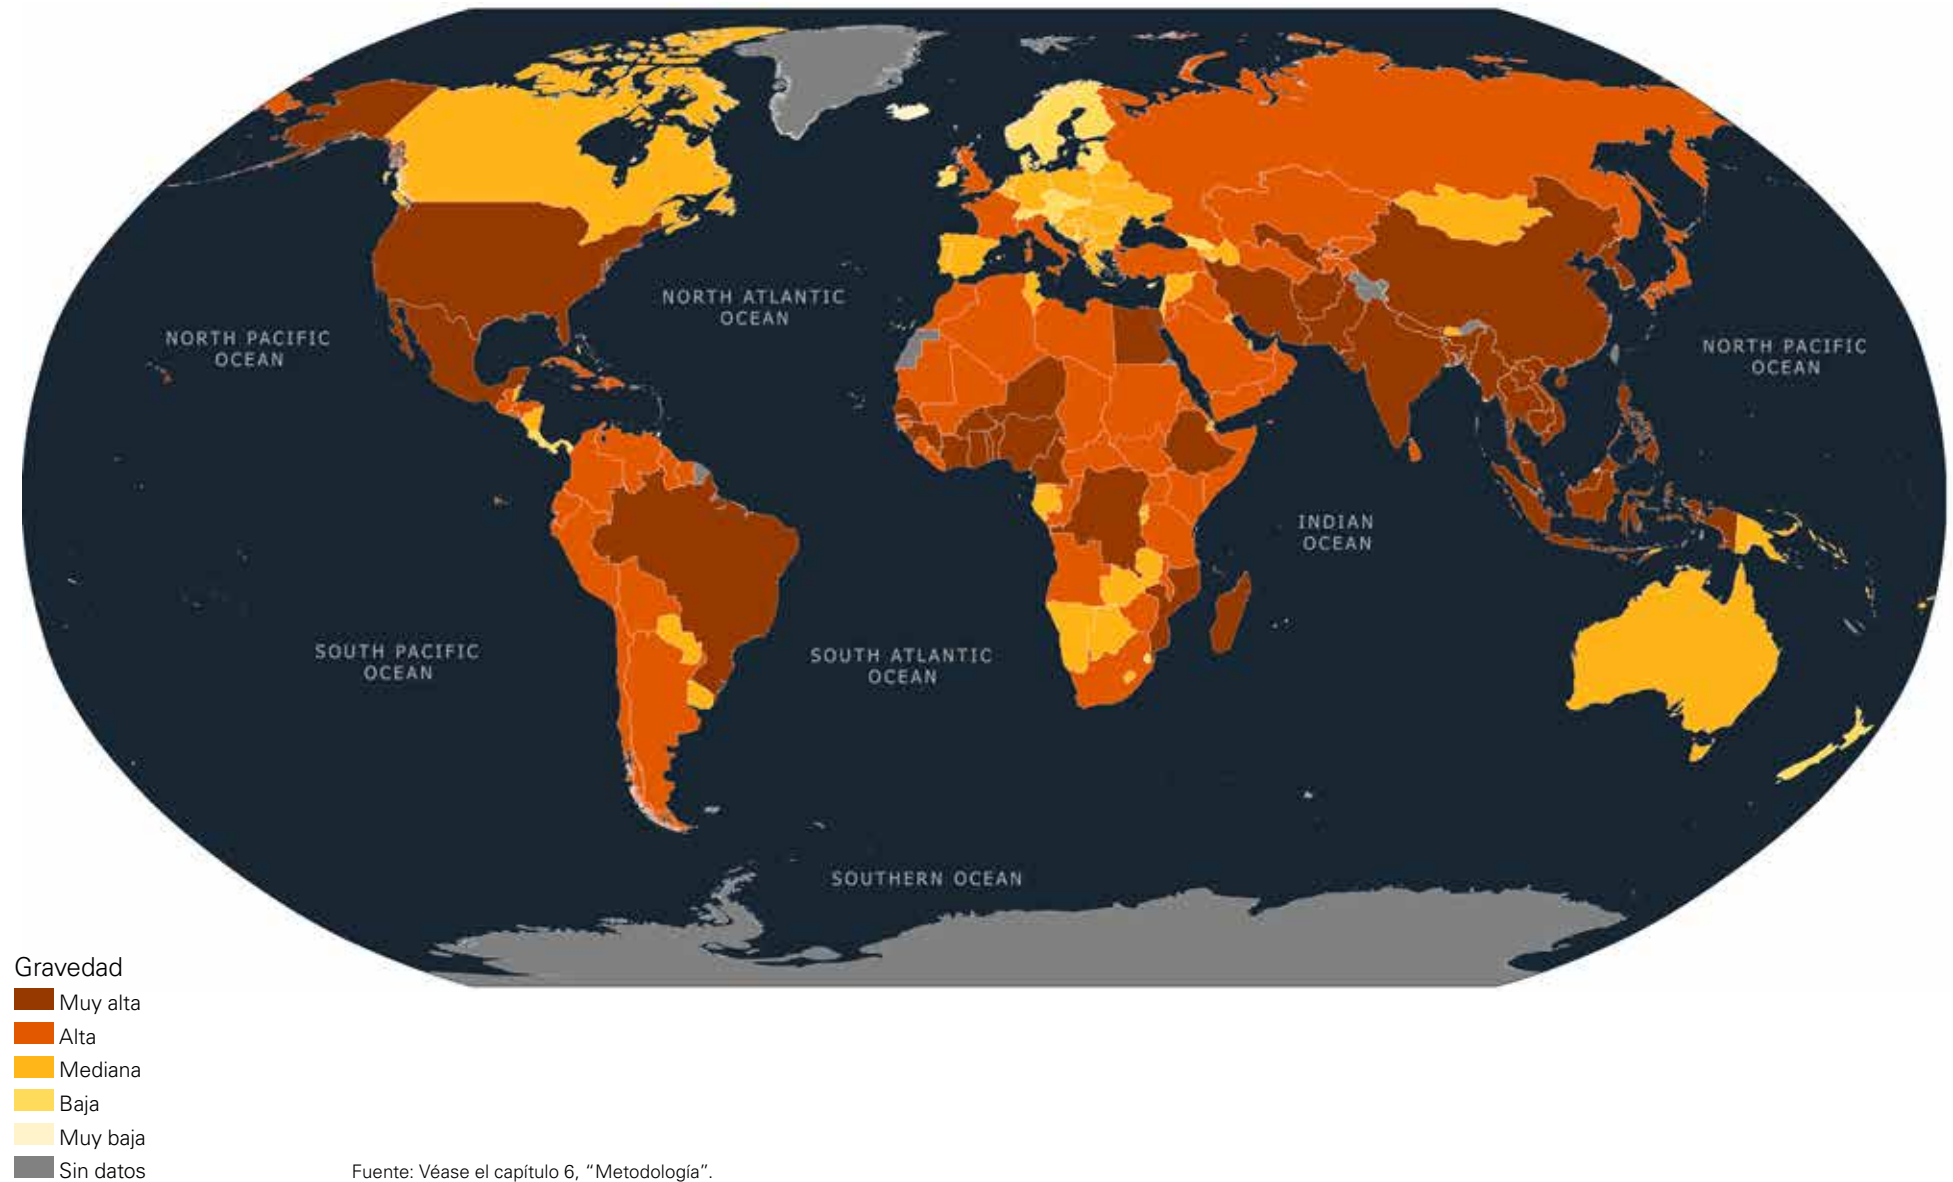 NORTH ATLANTIC
OCEAN
NORTH PACIFIC
OCEAN
NORTH PACIFIC
OCEAN
INDIAN
OCEAN
SOUTH PACIFIC
OCEAN
SOUTH ATLANTIC
OCEAN
SOUTHERN OCEAN
Gravedad
Muy alta
Alta
Mediana
Baja
Muy baja
Sin datos
Fuente: Véase el capítulo 6, “Metodología”.